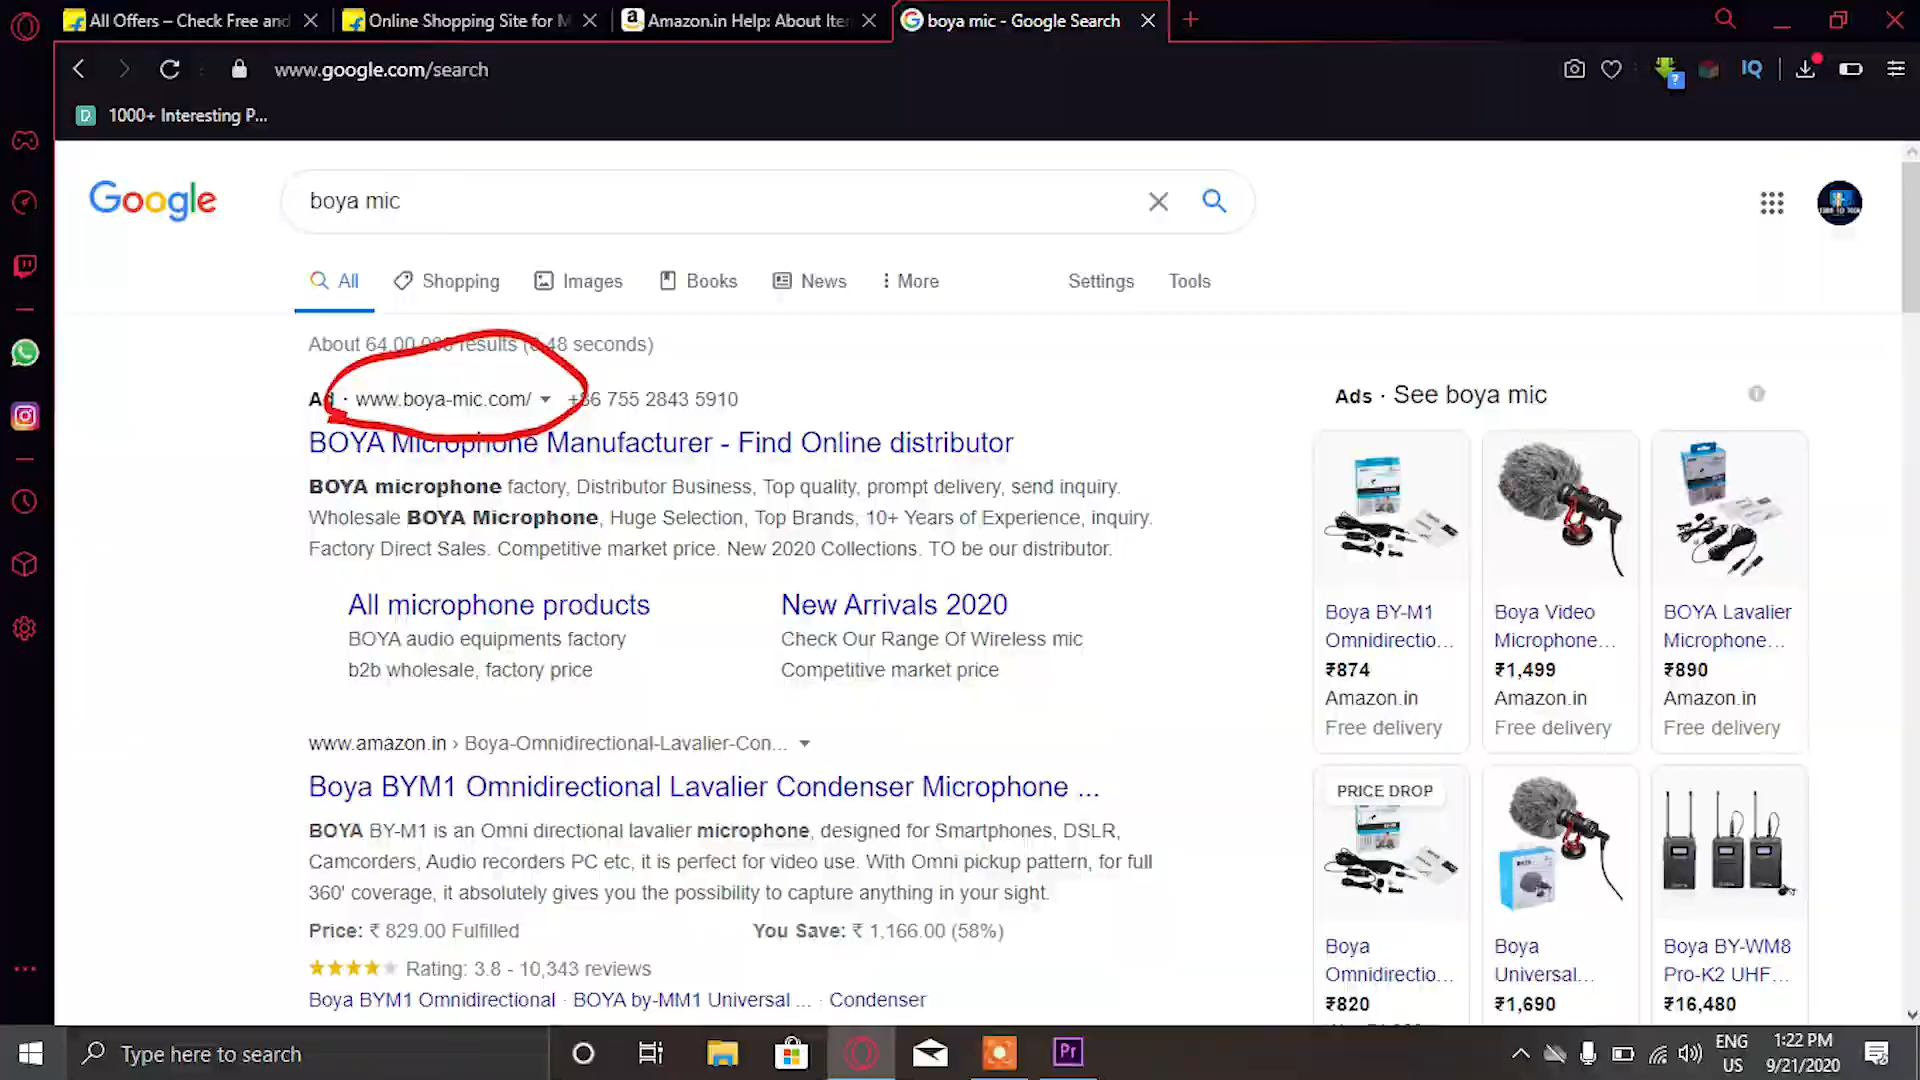 All Offers – Check Free and
Online Shopping Site for M
Amazon.in Help: About Iter
boya mic - Google Search
www.google.com/search
1000+ Interesting P...
Google
boya mic
All
Shopping
Images
Books
News
More
Settings
Tools
About results ( 48 seconds)
Ad · www.boya-mic.com/ +86 755 2843 5910
BOYA Microphone Manufacturer - Find Online distributor
BOYA microphone factory, Distributor Business, Top quality, prompt delivery, send inquiry.
Wholesale BOYA Microphone, Huge Selection, Top Brands, 10+ Years of Experience, inquiry.
Factory Direct Sales. Competitive market price. New 2020 Collections. TO be our distributor.
All microphone products
BOYA audio equipments factory
b2b wholesale, factory price
New Arrivals 2020
Check Our Range Of Wireless mic
Competitive market price
www.amazon.in › Boya-Omnidirectional-Lavalier-Con...
Boya BYM1 Omnidirectional Lavalier Condenser Microphone ...
BOYA BY-M1 is an Omni directional lavalier microphone, designed for Smartphones, DSLR,
Camcorders, Audio recorders PC etc, it is perfect for video use. With Omni pickup pattern, for full
360' coverage, it absolutely gives you the possibility to capture anything in your sight.
Price: ₹ 829.00 Fulfilled
You Save: ₹ 1,166.00 (58%)
Rating: 3.8 - 10,343 reviews
Boya BYM1 Omnidirectional · BOYA by-MM1 Universal ... · Condenser
Ads · See boya mic
Boya BY-M1
Omnidirectio...
₹874
Amazon.in
Free delivery
Boya Video
Microphone...
₹1,499
Amazon.in
Free delivery
BOYA Lavalier
Microphone...
₹890
Amazon.in
Free delivery
PRICE DROP
Boya
Omnidirectio...
₹820
Boya
Universal...
₹1,690
Boya BY-WM8
Pro-K2 UHF...
₹16,480
Type here to search
Pr
ENG
US
1:22 PM
9/21/2020
IQ